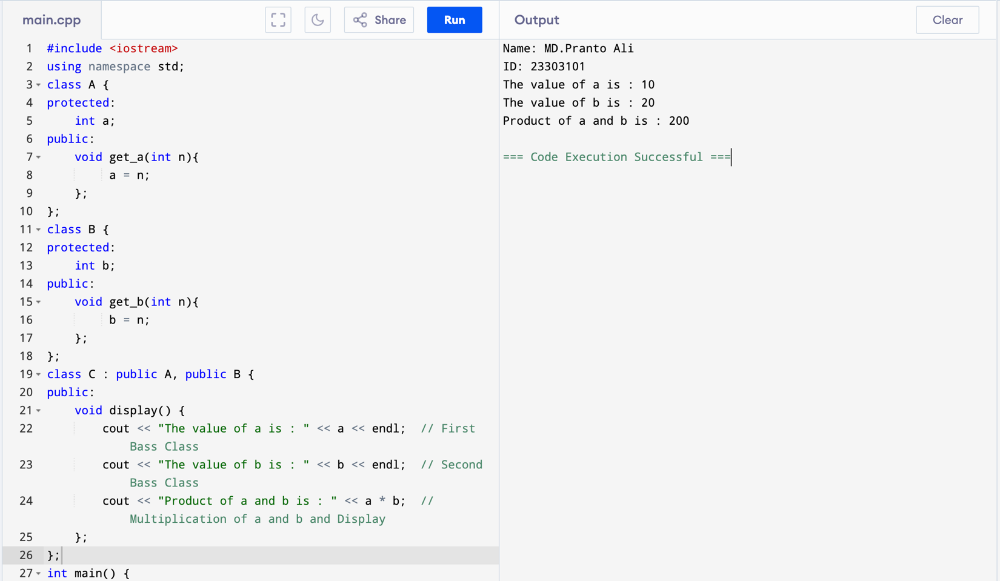 main.cpp
Share
Run
Output
Clear
1 #include <iostream>
2 using namespace std;
3 class A {
4 protected:
5     int a;
6 public:
7     void get_a(int n){
8          a = n;
9     };
10 };
11 class B {
12 protected:
13     int b;
14 public:
15     void get_b(int n){
16          b = n;
17     };
18 };
19 class C : public A, public B {
20 public:
21     void display() {
22         cout << "The value of a is : " << a << endl;  // First
            Bass Class
23         cout << "The value of b is : " << b << endl;  // Second
            Bass Class
24         cout << "Product of a and b is : " << a * b;  //
            Multiplication of a and b and Display
25     };
26 };
27 int main() {
Name: MD.Pranto Ali
ID: 23303101
The value of a is : 10
The value of b is : 20
Product of a and b is : 200
=== Code Execution Successful ===